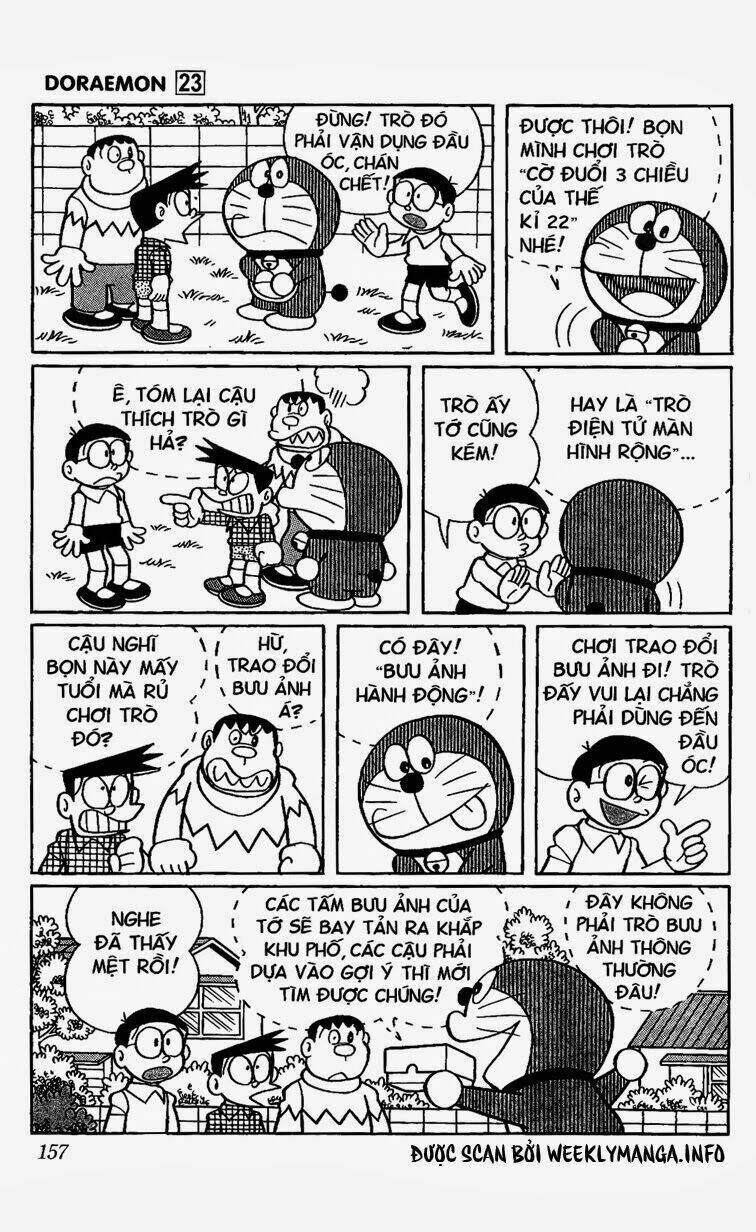 DORAEMON 23
ĐƯỢC THÔI! BỌN
MÌNH CHƠI TRÒ
“CỜ ĐUỔI 3 CHIỀU
CỦA THẾ
KỈ 22”
NHÉ!
ĐỪNG! TRÒ ĐÓ
PHẢI VẬN DỤNG ĐẦU
ÓC, CHÁN
CHẾT!
HAY LÀ “TRÒ
ĐIỆN TỬ MÀN
HÌNH RỘNG”...
TRÒ ẤY
TỚ CŨNG
KÉM!
Ê, TÓM LẠI CẬU
THÍCH TRÒ GÌ
HẢ?
CHƠI TRAO ĐỔI
BƯU ẢNH ĐI! TRÒ
ĐẤY VUI LẠI CHẲNG
PHẢI DÙNG ĐẾN
ĐẦU
ÓC!
CÓ ĐÂY!
“BƯU ẢNH
HÀNH ĐỘNG”!
HỪ,
TRAO ĐỔI
BƯU ẢNH
Á?
CẬU NGHĨ
BỌN NÀY MẤY
TUỔI MÀ RỦ
CHƠI TRÒ
ĐÓ?
ĐÂY KHÔNG
PHẢI TRÒ BƯU
ẢNH THÔNG
THƯỜNG
ĐÂU!
CÁC TẤM BƯU ẢNH CỦA
TỚ SẼ BAY TẢN RA KHẮP
KHU PHỐ, CÁC CẬU PHẢI
DỰA VÀO GỢI Ý THÌ MỚI
TÌM ĐƯỢC CHÚNG!
NGHE
ĐÃ THẤY
MỆT RỒI!
157
ĐƯỢC SCAN BỞI WEEKLYMANGA.INFO